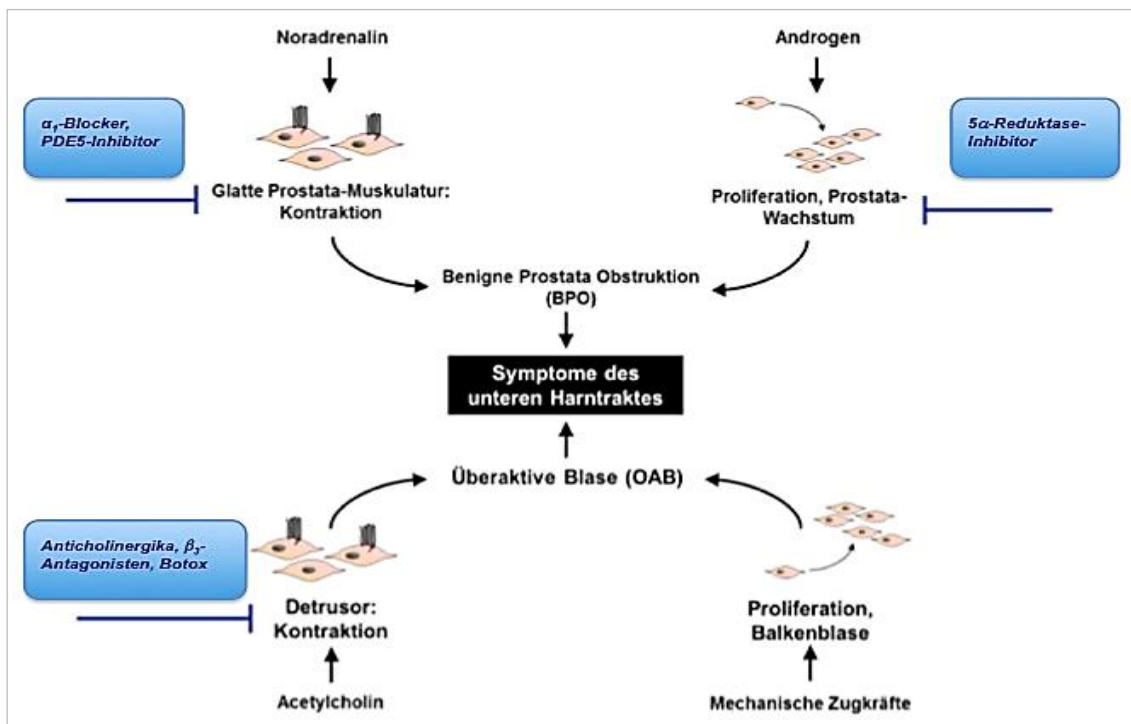 Noradrenalin
Androgen
α₁-Blocker,
PDE5-Inhibitor
5α-Reduktase-
Inhibitor
Glatte Prostata-Muskulatur:
Kontraktion
Proliferation, Prostata-
Wachstum
Benigne Prostata Obstruktion
(BPO)
Symptome des
unteren Harntraktes
Überaktive Blase (OAB)
Anticholinergika, β₃-
Antagonisten, Botox
Detrusor:
Kontraktion
Proliferation,
Balkenblase
Acetylcholin
Mechanische Zugkräfte